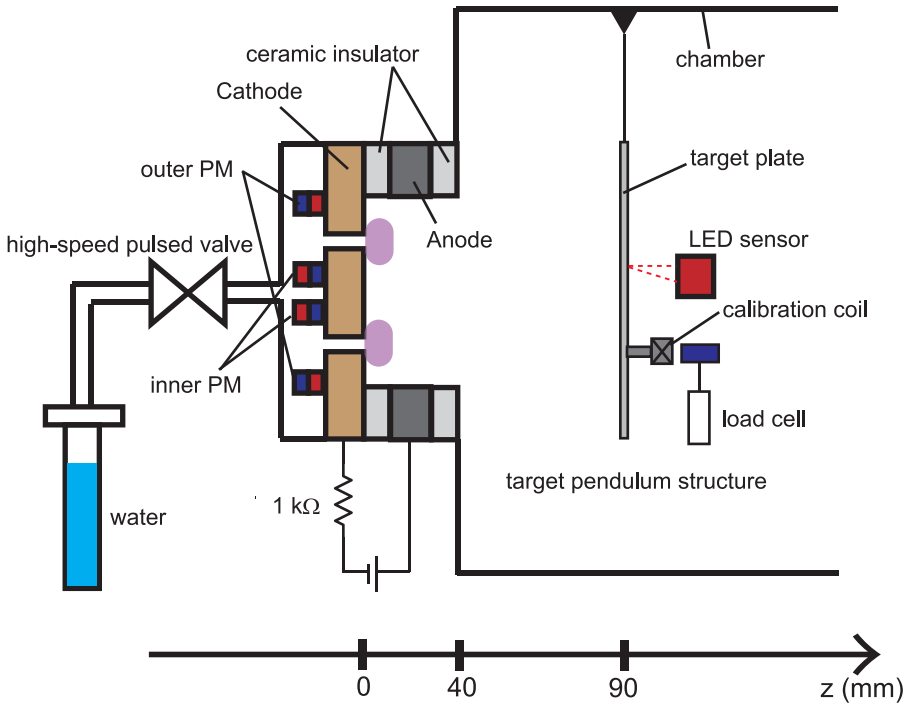 ceramic insulator
chamber
Cathode
outer PM
target plate
Anode
LED sensor
high-speed pulsed valve
calibration coil
inner PM
load cell
target pendulum structure
1 kΩ
water
0
40
90
z (mm)